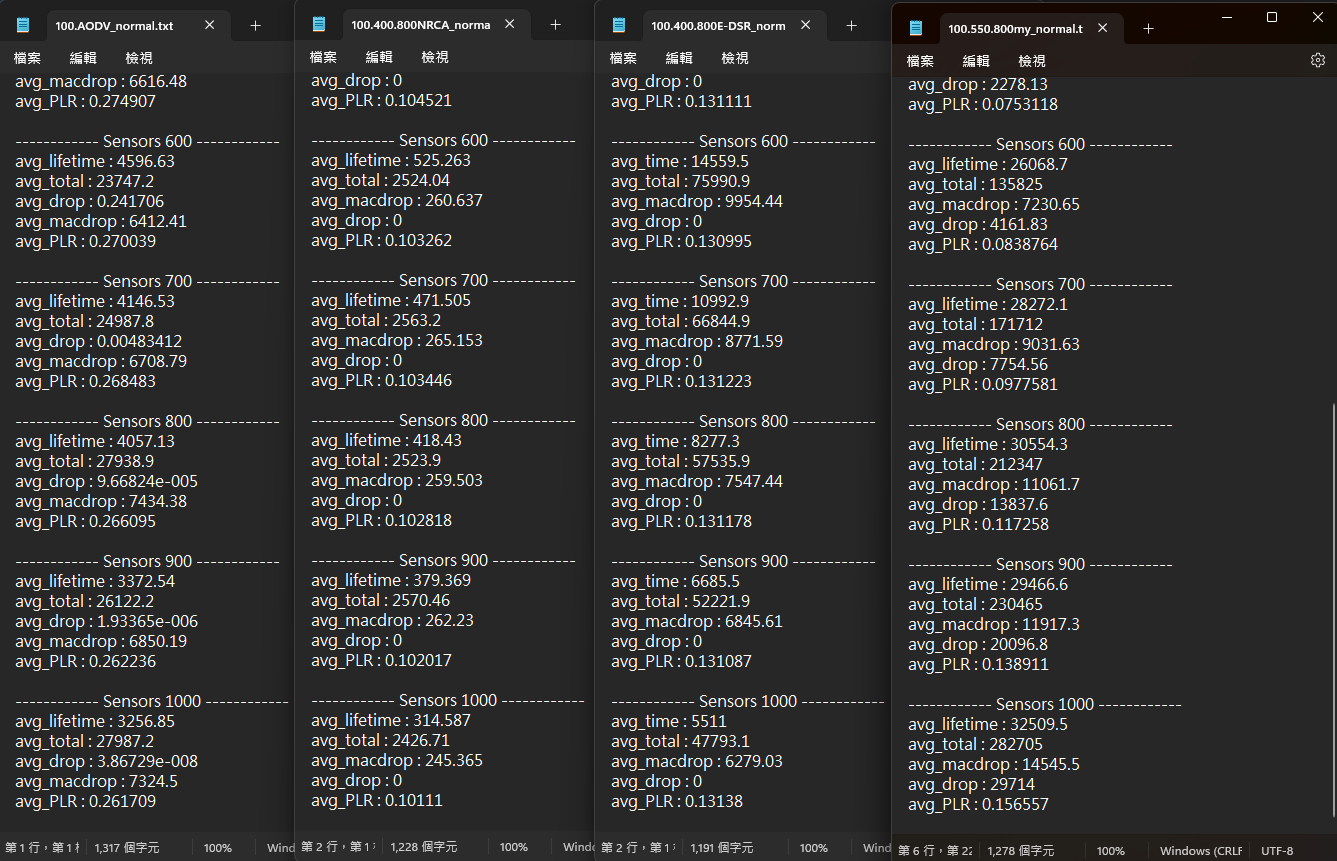 100.AODV_normal.txt
檔案 編輯 檢視
avg_macdrop : 6616.48
avg_PLR : 0.274907
------------ Sensors 600 ------------
avg_lifetime : 4596.63
avg_total : 23747.2
avg_drop : 0.241706
avg_macdrop : 6412.41
avg_PLR : 0.270039
------------ Sensors 700 ------------
avg_lifetime : 4146.53
avg_total : 24987.8
avg_drop : 0.00483412
avg_macdrop : 6708.79
avg_PLR : 0.268483
------------ Sensors 800 ------------
avg_lifetime : 4057.13
avg_total : 27938.9
avg_drop : 9.66824e-005
avg_macdrop : 7434.38
avg_PLR : 0.266095
------------ Sensors 900 ------------
avg_lifetime : 3372.54
avg_total : 26122.2
avg_drop : 1.93365e-006
avg_macdrop : 6850.19
avg_PLR : 0.262236
------------ Sensors 1000 ------------
avg_lifetime : 3256.85
avg_total : 27987.2
avg_drop : 3.86729e-008
avg_macdrop : 7324.5
avg_PLR : 0.261709
第 1 行，第 1 1,317 個字元 100% Wind
100.400.800NRCA_norma
檔案 編輯 檢視
avg_drop : 0
avg_PLR : 0.104521
------------ Sensors 600 ------------
avg_lifetime : 525.263
avg_total : 2524.04
avg_macdrop : 260.637
avg_drop : 0
avg_PLR : 0.103262
------------ Sensors 700 ------------
avg_lifetime : 471.505
avg_total : 2563.2
avg_macdrop : 265.153
avg_drop : 0
avg_PLR : 0.103446
------------ Sensors 800 ------------
avg_lifetime : 418.43
avg_total : 2523.9
avg_macdrop : 259.503
avg_drop : 0
avg_PLR : 0.102818
------------ Sensors 900 ------------
avg_lifetime : 379.369
avg_total : 2570.46
avg_macdrop : 262.23
avg_drop : 0
avg_PLR : 0.102017
------------ Sensors 1000 ------------
avg_lifetime : 314.587
avg_total : 2426.71
avg_macdrop : 245.365
avg_drop : 0
avg_PLR : 0.10111
第 2 行，第 1 1,228 個字元 100% Wind
100.400.800E-DSR_norm
檔案 編輯 檢視
avg_drop : 0
avg_PLR : 0.131111
------------ Sensors 600 ------------
avg_time : 14559.5
avg_total : 75990.9
avg_macdrop : 9954.44
avg_drop : 0
avg_PLR : 0.130995
------------ Sensors 700 ------------
avg_time : 10992.9
avg_total : 66844.9
avg_macdrop : 8771.59
avg_drop : 0
avg_PLR : 0.131223
------------ Sensors 800 ------------
avg_time : 8277.3
avg_total : 57535.9
avg_macdrop : 7547.44
avg_drop : 0
avg_PLR : 0.131178
------------ Sensors 900 ------------
avg_time : 6685.5
avg_total : 52221.9
avg_macdrop : 6845.61
avg_drop : 0
avg_PLR : 0.131087
------------ Sensors 1000 ------------
avg_time : 5511
avg_total : 47793.1
avg_macdrop : 6279.03
avg_drop : 0
avg_PLR : 0.13138
第 2 行，第 1 1,191 個字元 100% Wind
100.550.800my_normal.t
檔案 編輯 檢視
avg_drop : 2278.13
avg_PLR : 0.0753118
------------ Sensors 600 ------------
avg_lifetime : 26068.7
avg_total : 135825
avg_macdrop : 7230.65
avg_drop : 4161.83
avg_PLR : 0.0838764
------------ Sensors 700 ------------
avg_lifetime : 28272.1
avg_total : 171712
avg_macdrop : 9031.63
avg_drop : 7754.56
avg_PLR : 0.0977581
------------ Sensors 800 ------------
avg_lifetime : 30554.3
avg_total : 212347
avg_macdrop : 11061.7
avg_drop : 13837.6
avg_PLR : 0.117258
------------ Sensors 900 ------------
avg_lifetime : 29466.6
avg_total : 230465
avg_macdrop : 11917.3
avg_drop : 20096.8
avg_PLR : 0.138911
------------ Sensors 1000 ------------
avg_lifetime : 32509.5
avg_total : 282705
avg_macdrop : 14545.5
avg_drop : 29714
avg_PLR : 0.156557
第 6 行，第 22 1,278 個字元 100% Windows (CRLF UTF-8